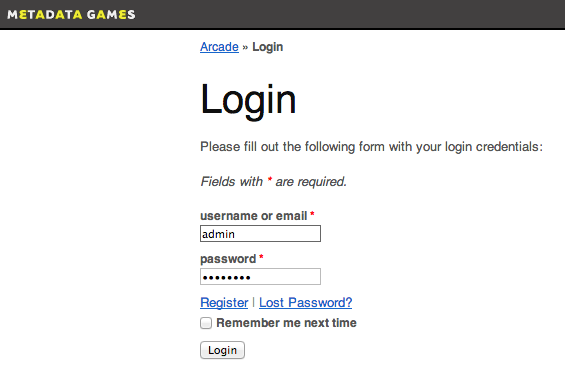 METADATA GAMES
Arcade » Login
Login
Please fill out the following form with your login credentials:
Fields with * are required.
username or email *
admin
password *
••••••••
Register | Lost Password?
Remember me next time
Login